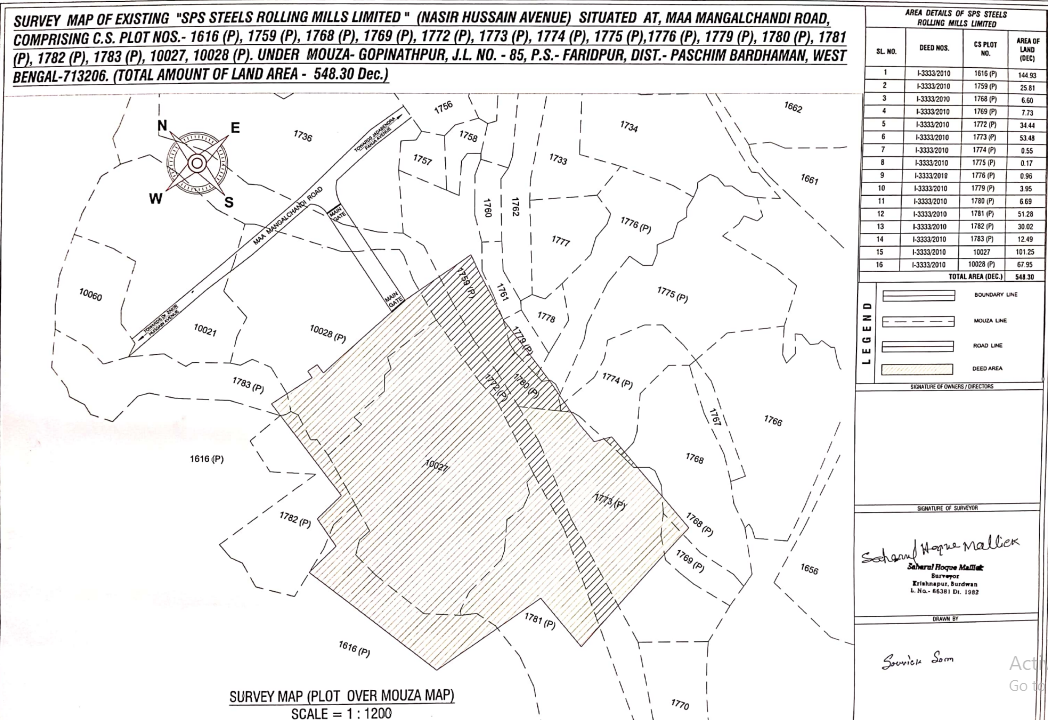 SURVEY MAP OF EXISTING "SPS STEELS ROLLING MILLS LIMITED " (NASIR HUSSAIN AVENUE) SITUATED AT, MAA MANGALCHANDI ROAD,
COMPRISING C.S. PLOT NOS.- 1616 (P), 1759 (P), 1768 (P), 1769 (P), 1772 (P), 1773 (P), 1774 (P), 1775 (P),1776 (P), 1779 (P), 1780 (P), 1781
(P), 1782 (P), 1783 (P), 10027, 10028 (P). UNDER MOUZA- GOPINATHPUR, J.L. NO. - 85, P.S.- FARIDPUR, DIST.- PASCHIM BARDHAMAN, WEST
BENGAL-713206. (TOTAL AMOUNT OF LAND AREA - 548.30 Dec.)
AREA DETAILS OF SPS STEELS
ROLLING MILLS LIMITED
SL. NO. DEED NOS. CS PLOT NO. AREA OF LAND (DEC)
1 I-3333/2010 1616 (P) 144.93
2 I-3333/2010 1759 (P) 25.81
3 I-3333/2010 1768 (P) 6.60
4 I-3333/2010 1769 (P) 7.73
5 I-3333/2010 1772 (P) 34.44
6 I-3333/2010 1773 (P) 53.48
7 I-3333/2010 1774 (P) 0.55
8 I-3333/2010 1775 (P) 0.17
9 I-3333/2010 1776 (P) 0.96
10 I-3333/2010 1779 (P) 3.95
11 I-3333/2010 1780 (P) 6.69
12 I-3333/2010 1781 (P) 51.28
13 I-3333/2010 1782 (P) 30.02
14 I-3333/2010 1783 (P) 12.49
15 I-3333/2010 10027 101.25
16 I-3333/2010 10028 (P) 67.95
TOTAL AREA (DEC.) 548.30
LEGEND
BOUNDARY LINE
MOUZA LINE
ROAD LINE
DEED AREA
SIGNATURE OF OWNERS / DIRECTORS
SIGNATURE OF SURVEYOR
Saharul Hoque Mallick
Saharul Hoque Mallick
Surveyor
Krishnapur, Burdwan
L. No.- 66381 Dt. 1982
DRAWN BY
Souvick Som
N
E
W
S
1736
1756
1758
1757
1734
1733
1662
1661
1760
1762
1776 (P)
1777
1775 (P)
1761
1778
1759 (P)
1779 (P)
1780 (P)
1772 (P)
1774 (P)
1767
1766
1768
10060
10021
10028 (P)
1783 (P)
1616 (P)
1782 (P)
10027
1773 (P)
1768 (P)
1769 (P)
1656
1781 (P)
1616 (P)
1770
MAA MANGALCHANDI ROAD
MAIN
GATE
MAIN
GATE
SURVEY MAP (PLOT OVER MOUZA MAP)
SCALE = 1 : 1200
Go to